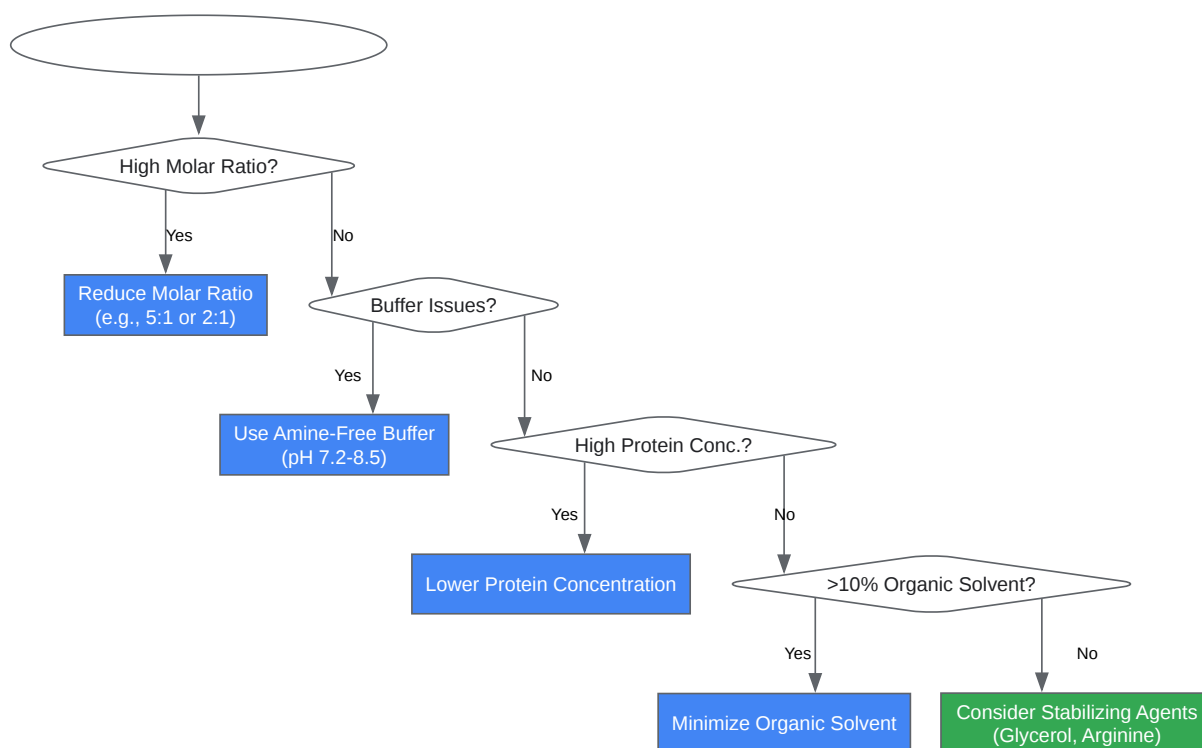 High Molar Ratio?
Yes
No
Reduce Molar Ratio
(e.g., 5:1 or 2:1)
Buffer Issues?
Yes
No
Use Amine-Free Buffer
(pH 7.2-8.5)
High Protein Conc.?
Yes
No
Lower Protein Concentration
>10% Organic Solvent?
Yes
No
Minimize Organic Solvent
Consider Stabilizing Agents
(Glycerol, Arginine)